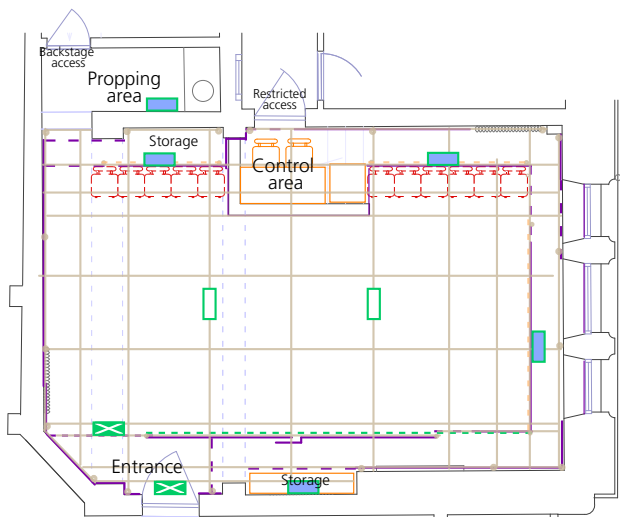 Backstage
access
Propping
area
Restricted
access
Storage
Control
area
Entrance
Storage